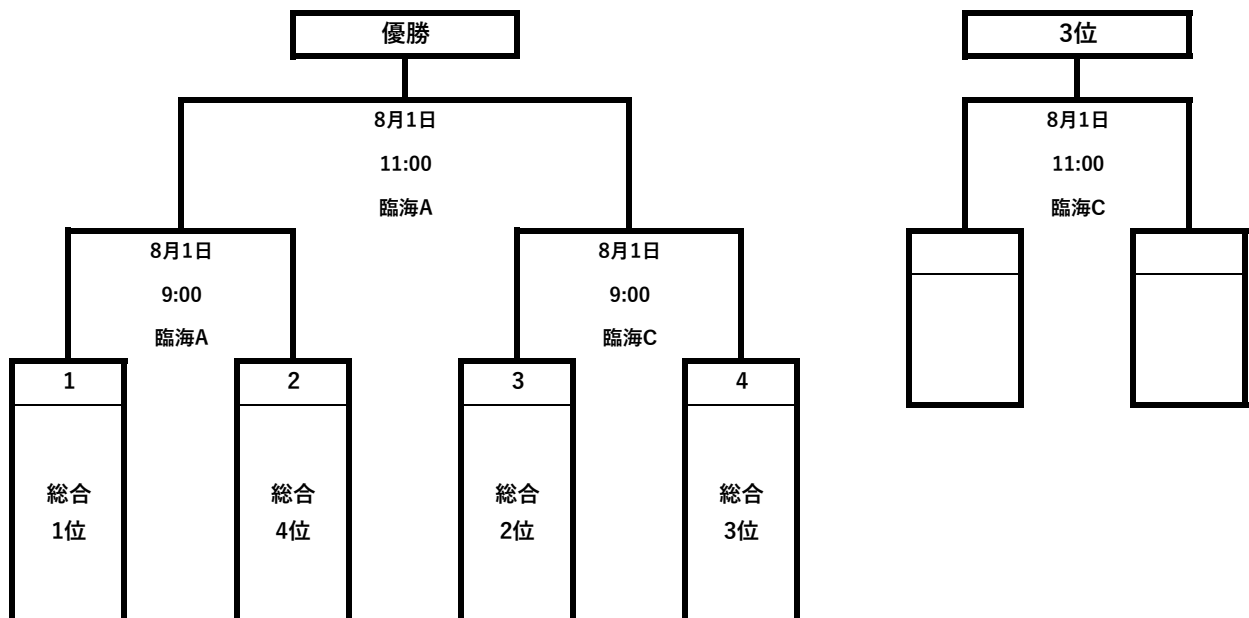 優勝
8月1日
11:00
臨海A
8月1日
9:00
臨海A
8月1日
9:00
臨海C
1
2
3
4
総合
1位
総合
4位
総合
2位
総合
3位
3位
8月1日
11:00
臨海C